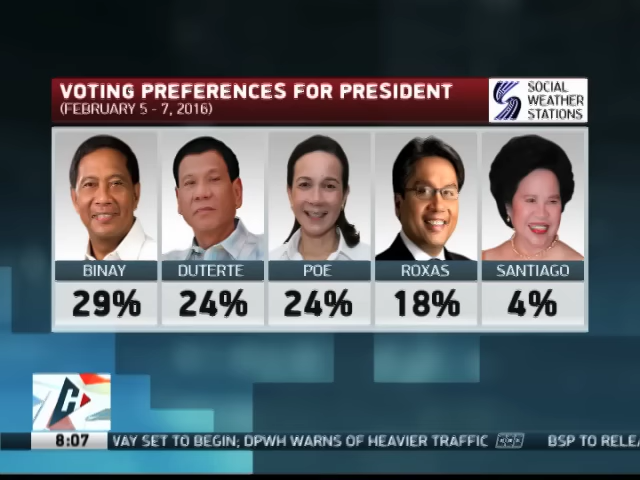 VOTING PREFERENCES FOR PRESIDENT
(FEBRUARY 5 - 7, 2016)
SOCIAL
WEATHER
STATIONS
BINAY DUTERTE POE ROXAS SANTIAGO
29% 24% 24% 18% 4%
8:07 VAY SET TO BEGIN; DPWH WARNS OF HEAVIER TRAFFIC BSP TO RELEA